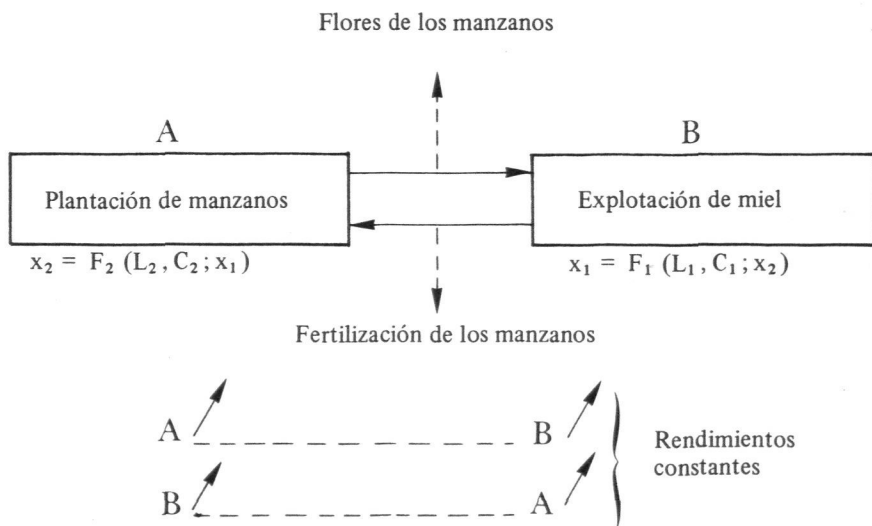 Flores de los manzanos
A
B
Plantación de manzanos
Explotación de miel
x₂ = F₂ (L₂, C₂; x₁)
x₁ = F₁ (L₁, C₁; x₂)
Fertilización de los manzanos
A
B
Rendimientos
constantes
B
A